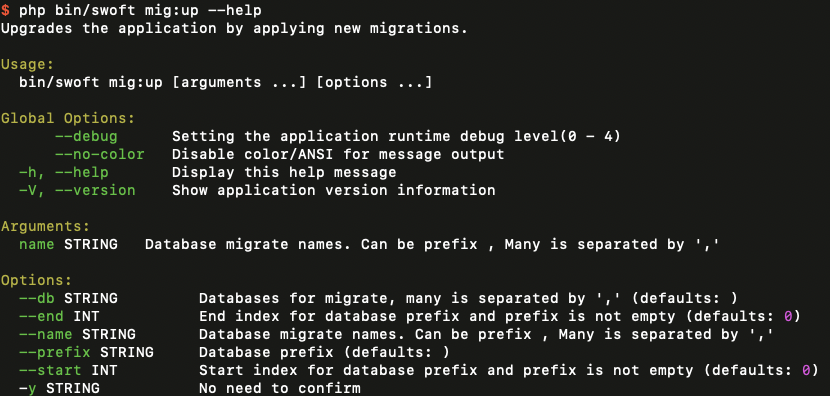 $ php bin/swoft mig:up --help
Upgrades the application by applying new migrations.
Usage:
bin/swoft mig:up [arguments ...] [options ...]
Global Options:
--debug Setting the application runtime debug level(0 - 4)
--no-color Disable color/ANSI for message output
-h, --help Display this help message
-V, --version Show application version information
Arguments:
name STRING Database migrate names. Can be prefix , Many is separated by ','
Options:
--db STRING Databases for migrate, many is separated by ',' (defaults: )
--end INT End index for database prefix and prefix is not empty (defaults: 0)
--name STRING Database migrate names. Can be prefix , Many is separated by ','
--prefix STRING Database prefix (defaults: )
--start INT Start index for database prefix and prefix is not empty (defaults: 0)
-y STRING No need to confirm